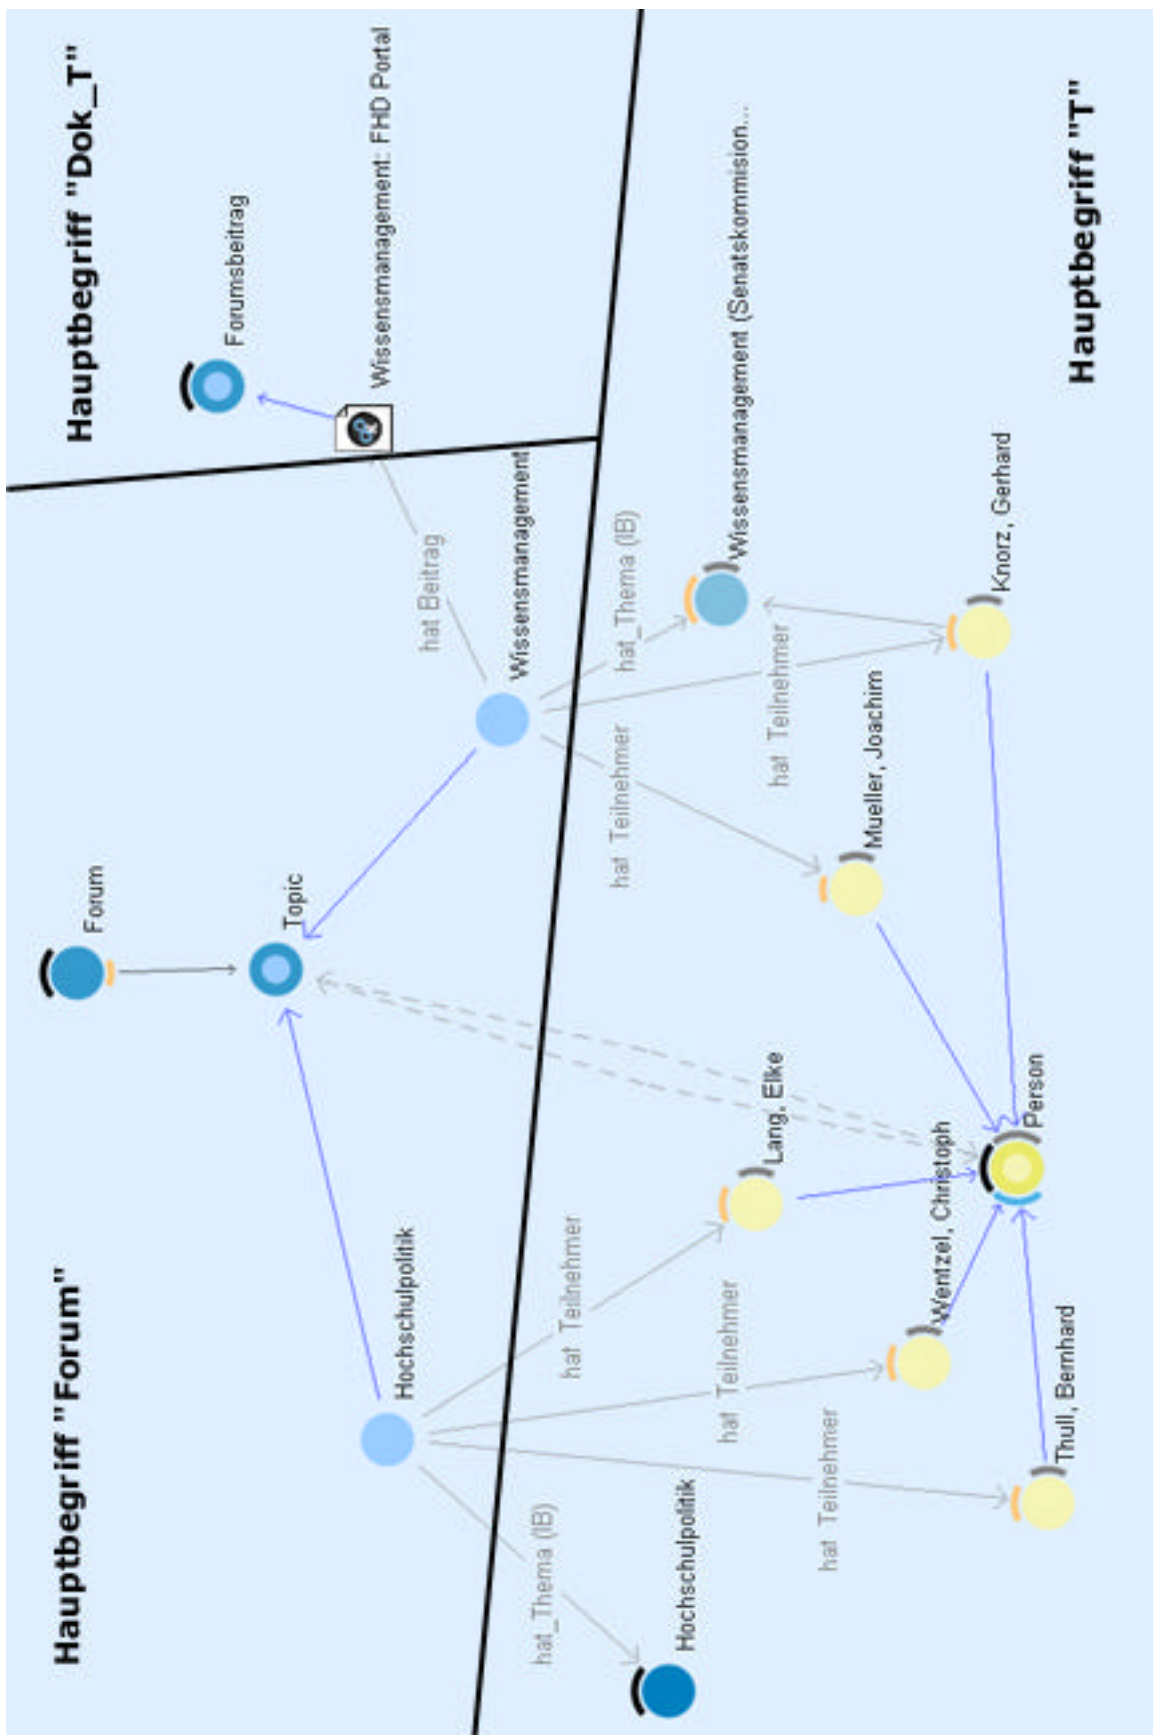 Hauptbegriff "Forum"
Hauptbegriff "Dok_T"
Forum
Topic
Forumsbeitrag
Wissensmanagement: FHD Portal
Hochschulpolitik
hat Beitrag
Wissensmanagement
hat_Thema (IB)
hat Teilnehmer
hat Teilnehmer
hat_Thema (IB)
Hochschulpolitik
hat Teilnehmer
hat Teilnehmer
Lang, Elke
hat Teilnehmer
Wissensmanagement (Senatskommision...
Mueller, Joachim
Wentzel, Christoph
Knorz, Gerhard
Thull, Bernhard
Person
Hauptbegriff "T"